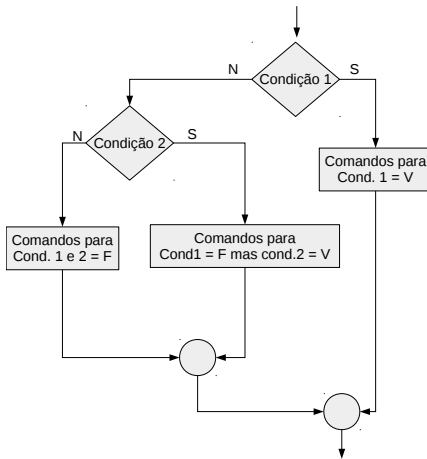 Condição 1
N
S
Condição 2
N
S
Comandos para
Cond. 1 = V
Comandos para
Cond. 1 e 2 = F
Comandos para
Cond1 = F mas cond.2 = V